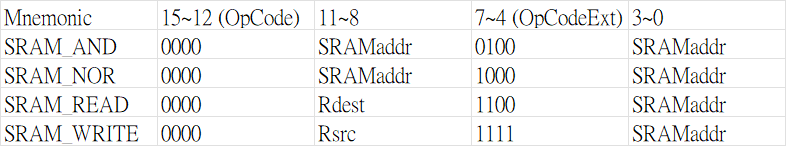 Mnemonic 15~12 (OpCode) 11~8 7~4 (OpCodeExt) 3~0
SRAM_AND 0000 SRAMaddr 0100 SRAMaddr
SRAM_NOR 0000 SRAMaddr 1000 SRAMaddr
SRAM_READ 0000 Rdest 1100 SRAMaddr
SRAM_WRITE 0000 Rsrc 1111 SRAMaddr